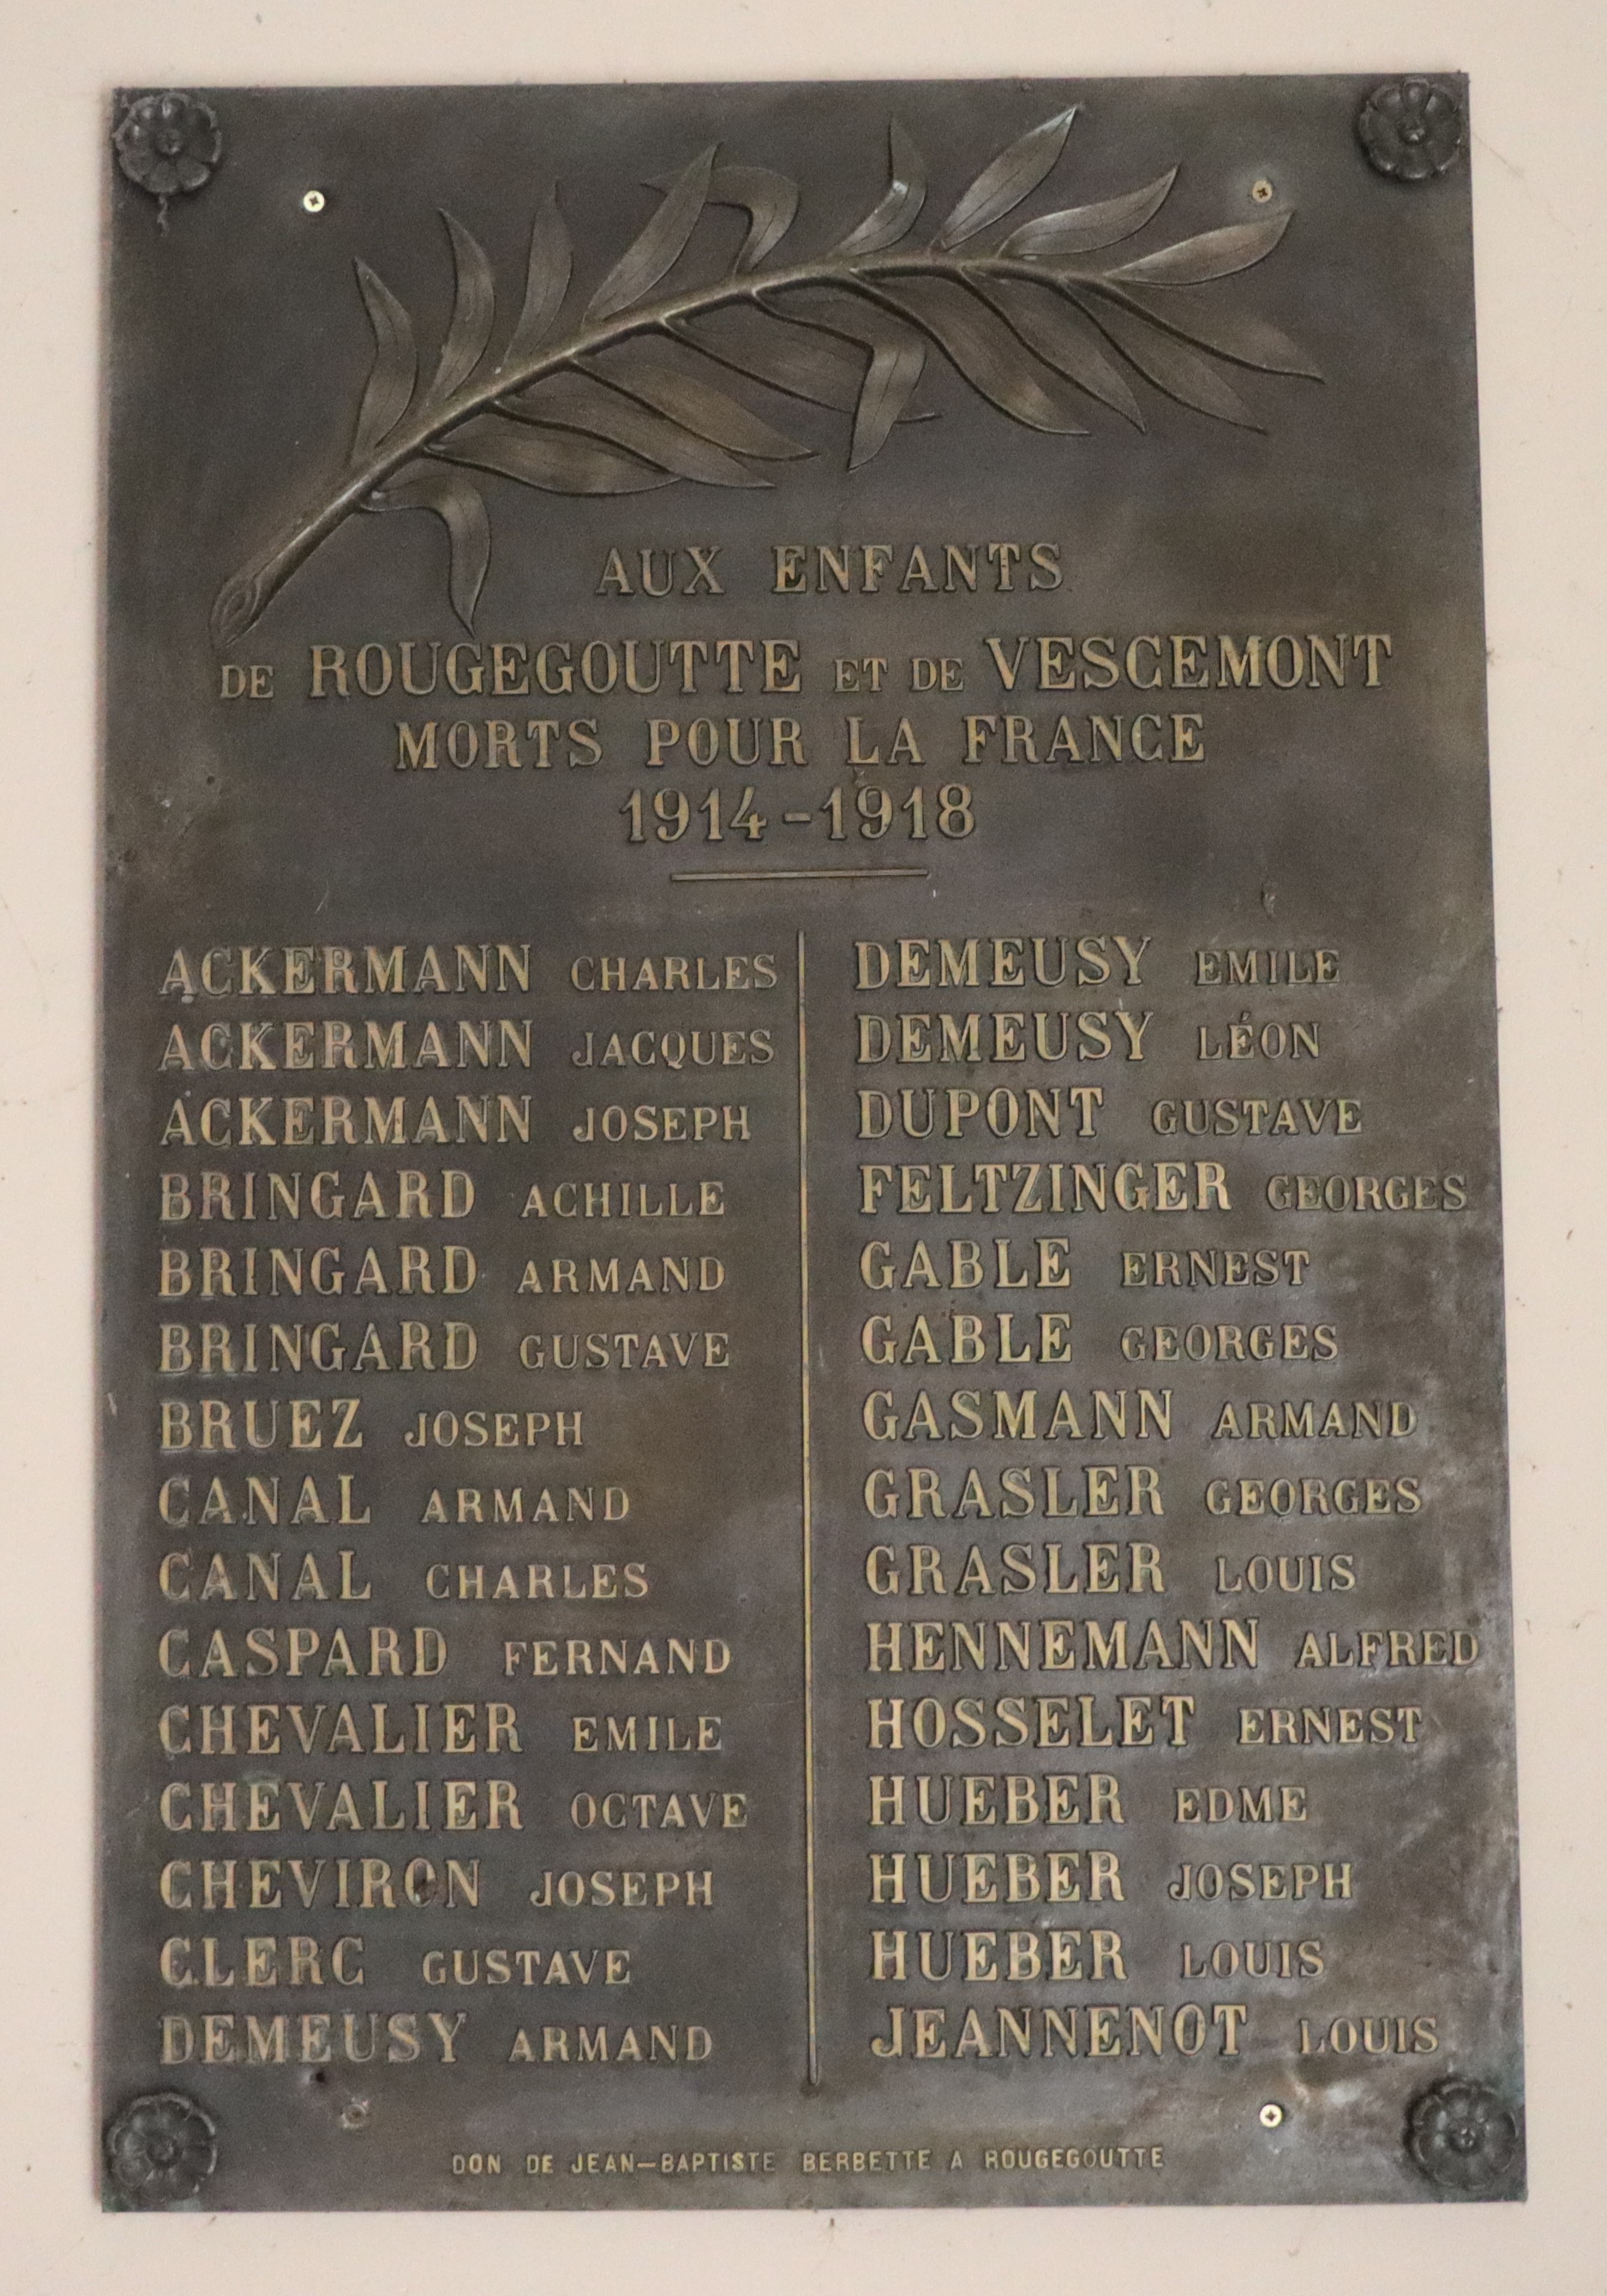 AUX ENFANTS
DE ROUGEGOUTTE ET DE VESCEMONT
MORTS POUR LA FRANCE
1914-1918
ACKERMANN CHARLES
ACKERMANN JACQUES
ACKERMANN JOSEPH
BRINGARD ACHILLE
BRINGARD ARMAND
BRINGARD GUSTAVE
BRUEZ JOSEPH
CANAL ARMAND
CANAL CHARLES
CASPARD FERNAND
CHEVALIER EMILE
CHEVALIER OCTAVE
CHEVIRON JOSEPH
CLERC GUSTAVE
DEMEUSY ARMAND
DEMEUSY EMILE
DEMEUSY LÉON
DUPONT GUSTAVE
FELTZINGER GEORGES
GABLE ERNEST
GABLE GEORGES
GASMANN ARMAND
GRASLER GEORGES
GRASLER LOUIS
HENNEMANN ALFRED
HOSSELET ERNEST
HUEBER EDME
HUEBER JOSEPH
HUEBER LOUIS
JEANNENOT LOUIS
DON DE JEAN-BAPTISTE BERBETTE A ROUGEGOUTTE